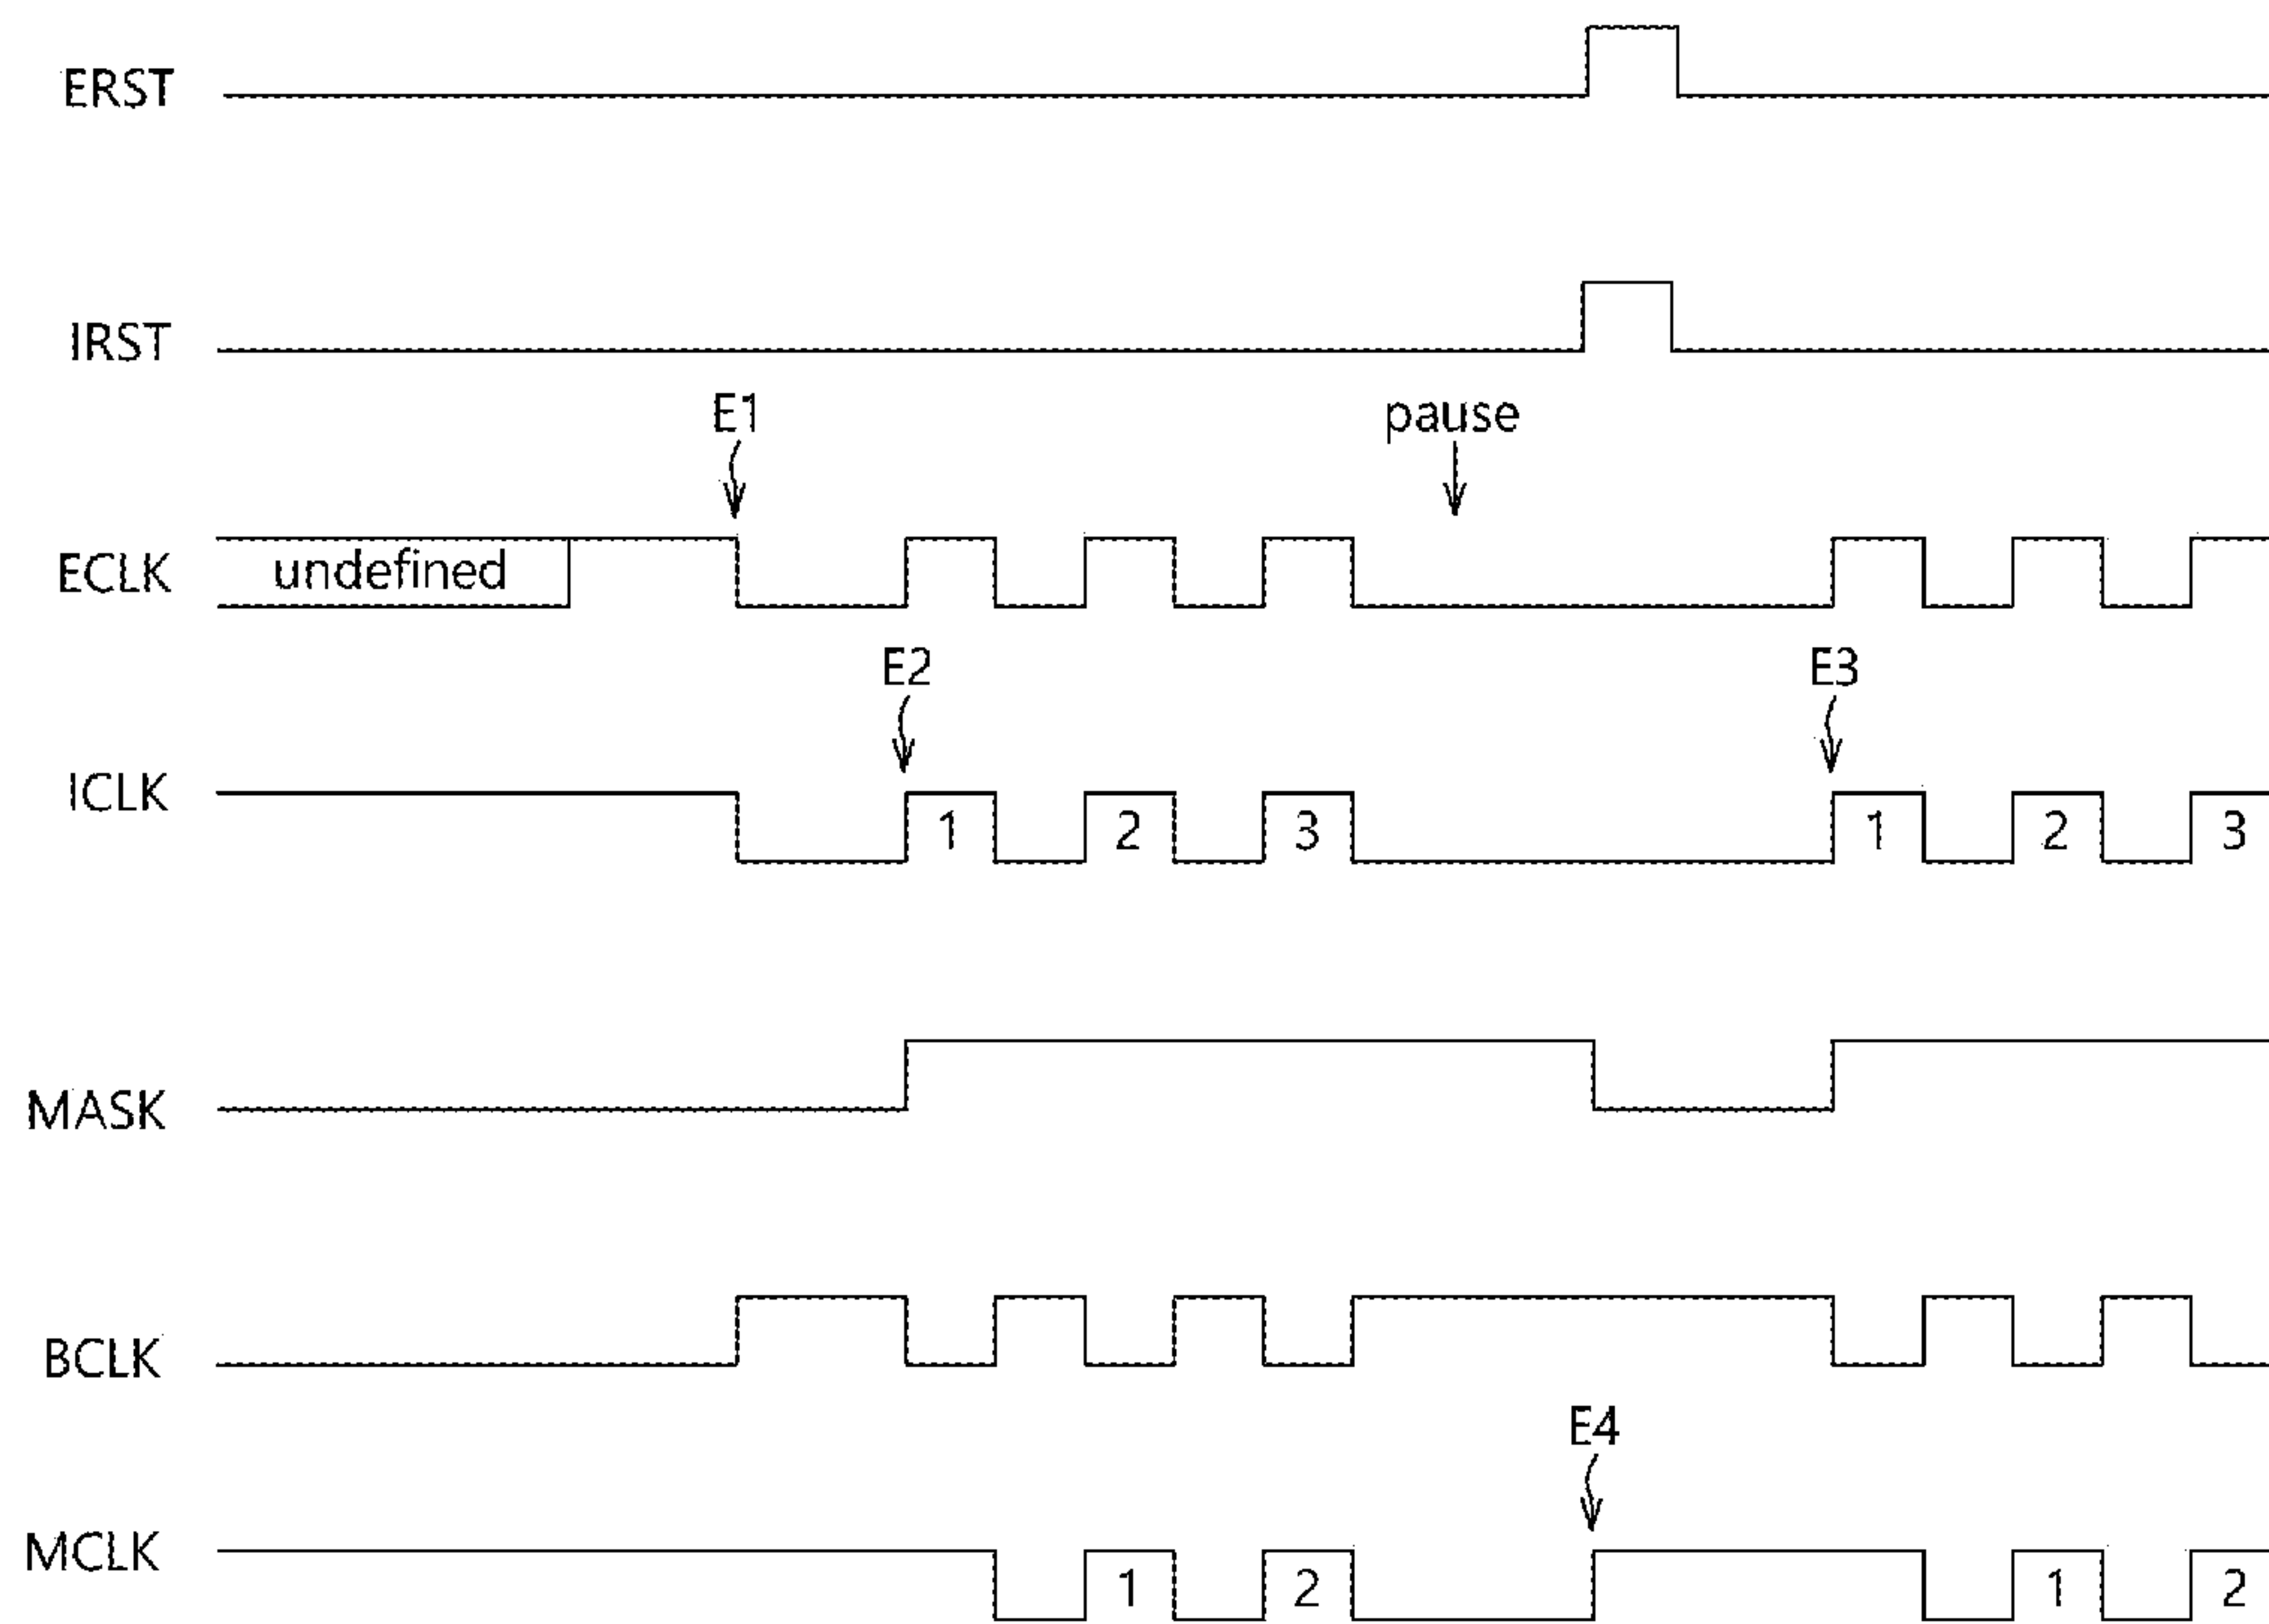 ERST
IRST
E1
pause
ECLK
undefined
E2
E3
ICLK
1
2
3
1
2
3
MASK
BCLK
E4
MCLK
1
2
1
2